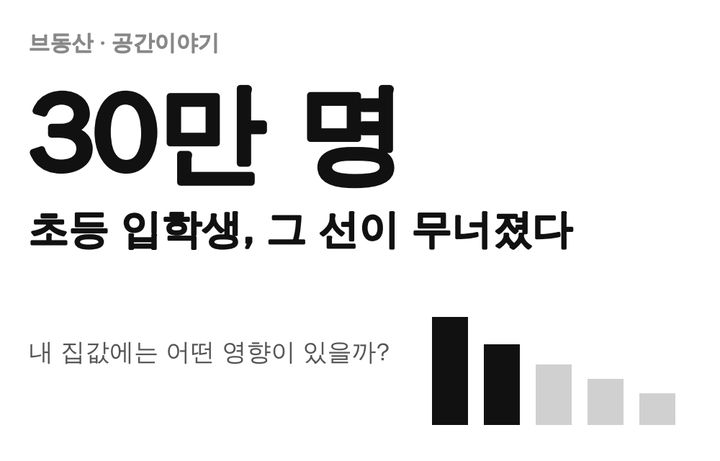 브동산 · 공간이야기
30만 명
초등 입학생, 그 선이 무너졌다
내 집값에는 어떤 영향이 있을까?